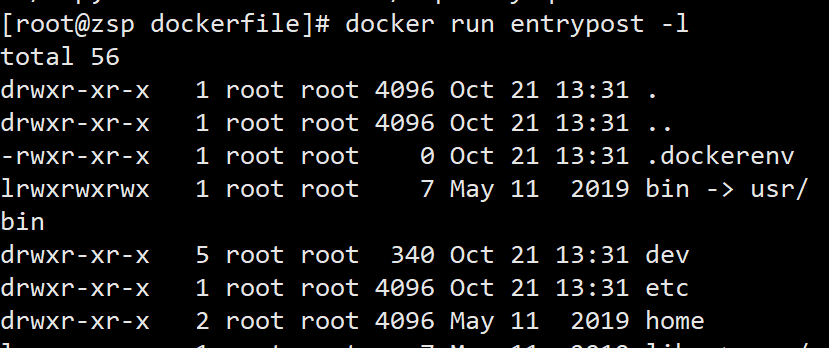 [root@zsp dockerfile]# docker run entrypost -l
total 56
drwxr-xr-x   1 root root 4096 Oct 21 13:31 .
drwxr-xr-x   1 root root 4096 Oct 21 13:31 ..
-rwxr-xr-x   1 root root    0 Oct 21 13:31 .dockerenv
lrwxrwxrwx   1 root root    7 May 11  2019 bin -> usr/
bin
drwxr-xr-x   5 root root  340 Oct 21 13:31 dev
drwxr-xr-x   1 root root 4096 Oct 21 13:31 etc
drwxr-xr-x   2 root root 4096 May 11  2019 home